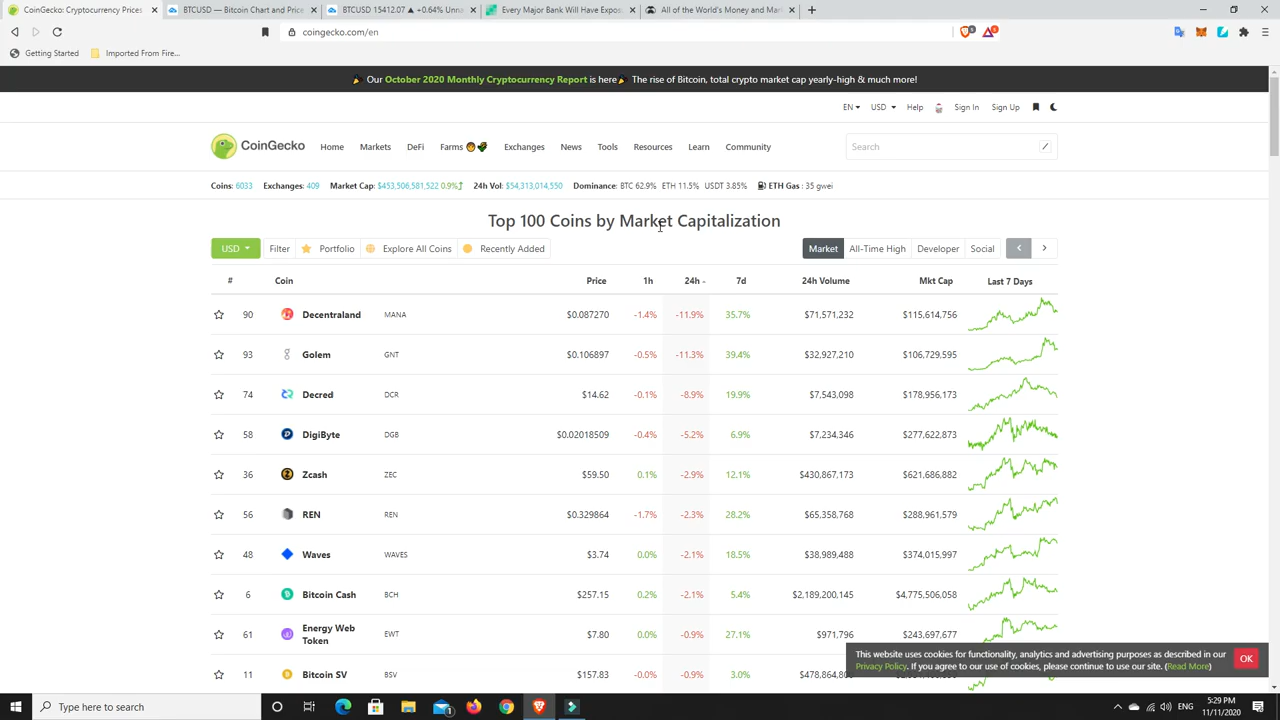 CoinGecko: Cryptocurrency Prices
BTCUSD — Bitcoin Chart and Price
BTCUSD 15412.07 ▲ +0.64% Unna
Every Major Bank Will Have Expos
All of the World's Money and Mar
coingecko.com/en
Getting Started
Imported From Fire...
Our October 2020 Monthly Cryptocurrency Report is here The rise of Bitcoin, total crypto market cap yearly-high & much more!
EN USD Help Sign In Sign Up
CoinGecko Home Markets DeFi Farms Exchanges News Tools Resources Learn Community Search /
Coins: 6033 Exchanges: 409 Market Cap: $453,506,581,522 0.9% 24h Vol: $54,313,014,550 Dominance: BTC 62.9% ETH 11.5% USDT 3.85% ETH Gas : 35 gwei
Top 100 Coins by Market Capitalization
USD Filter Portfolio Explore All Coins Recently Added Market All-Time High Developer Social < >
# Coin Price 1h 24h 7d 24h Volume Mkt Cap Last 7 Days
90 Decentraland MANA $0.087270 -1.4% -11.9% 35.7% $71,571,232 $115,614,756
93 Golem GNT $0.106897 -0.5% -11.3% 39.4% $32,927,210 $106,729,595
74 Decred DCR $14.62 -0.1% -8.9% 19.9% $7,543,098 $178,956,173
58 DigiByte DGB $0.02018509 -0.4% -5.2% 6.9% $7,234,346 $277,622,873
36 Zcash ZEC $59.50 0.1% -2.9% 12.1% $430,867,173 $621,686,882
56 REN REN $0.329864 -1.7% -2.3% 28.2% $65,358,768 $288,961,579
48 Waves WAVES $3.74 0.0% -2.1% 18.5% $38,989,488 $374,015,997
6 Bitcoin Cash BCH $257.15 0.2% -2.1% 5.4% $2,189,200,145 $4,775,506,058
61 Energy Web Token EWT $7.80 0.0% -0.9% 27.1% $971,796 $243,697,677
11 Bitcoin SV BSV $157.83 -0.0% -0.9% 3.0%
This website uses cookies for functionality, analytics and advertising purposes as described in our
Privacy Policy. If you agree to our use of cookies, please continue to use our site. (Read More)
OK
Type here to search
ENG
5:29 PM
11/11/2020